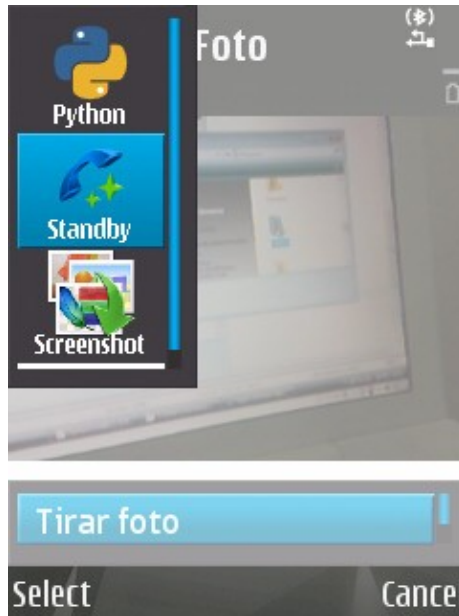 Foto
Python
Standby
Screenshot
Tirar foto
Select
Cance